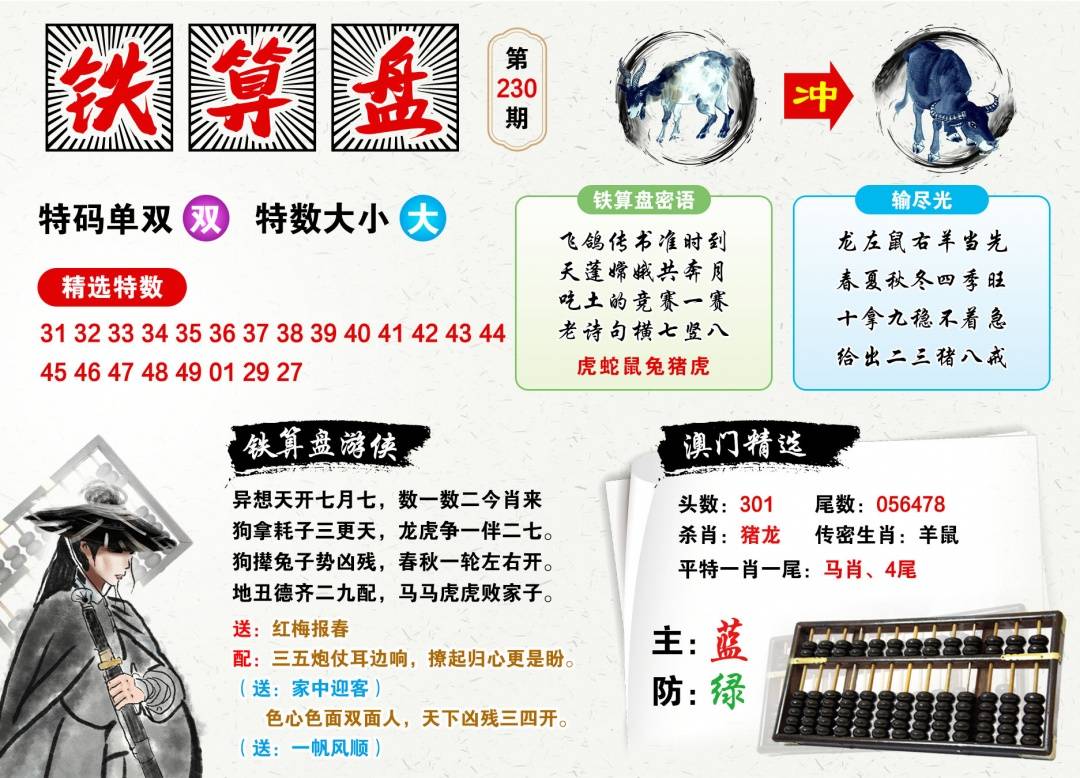 铁算盘
第
230
期
冲
特码单双 双 特数大小 大
精选特数
31 32 33 34 35 36 37 38 39 40 41 42 43 44
45 46 47 48 49 01 29 27
铁算盘密语
飞鸽传书准时到
天蓬嫦娥共奔月
吃土的竞赛一赛
老诗句横七竖八
虎蛇鼠兔猪虎
输尽光
龙左鼠右羊当先
春夏秋冬四季旺
十拿九稳不着急
给出二三猪八戒
铁算盘游侠
异想天开七月七，数一数二今肖来
狗拿耗子三更天，龙虎争一伴二七。
狗撵兔子势凶残，春秋一轮左右开。
地丑德齐二九配，马马虎虎败家子。
送：红梅报春
配：三五炮仗耳边响，撩起归心更是盼。
（送：家中迎客）
色心色面双面人，天下凶残三四开。
（送：一帆风顺）
澳门精选
头数：301 尾数：056478
杀肖：猪龙 传密生肖：羊鼠
平特一肖一尾：马肖、4尾
主：蓝
防：绿